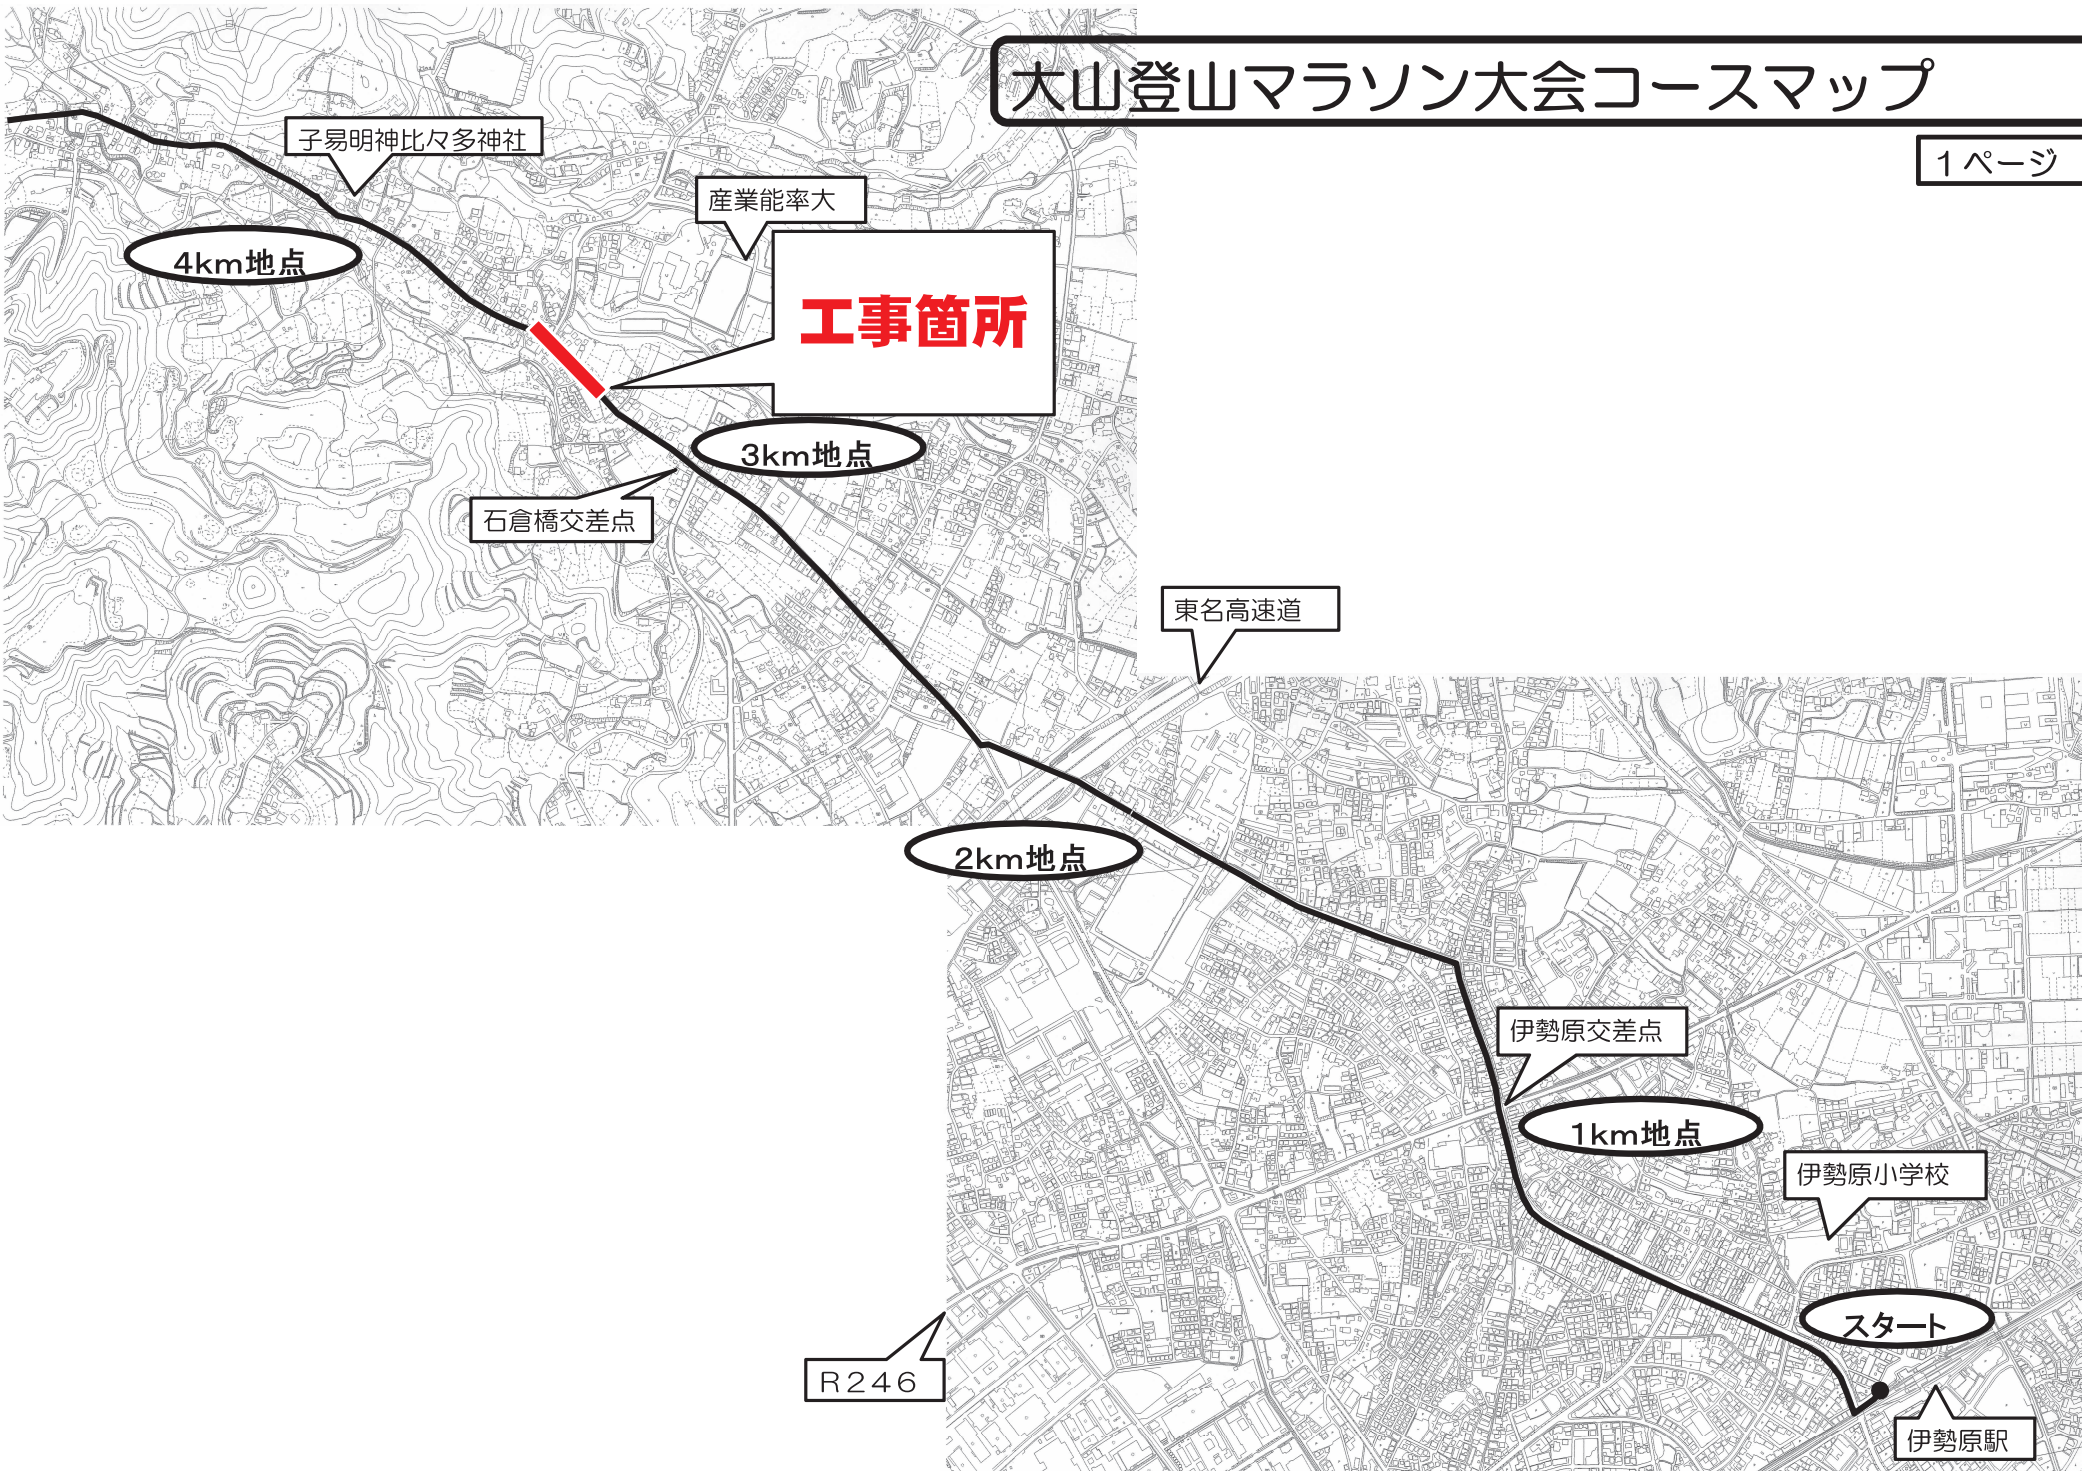 大山登山マラソン大会コースマップ
1ページ
子易明神比々多神社
産業能率大
4km地点
工事箇所
3km地点
石倉橋交差点
東名高速道
2km地点
伊勢原交差点
1km地点
伊勢原小学校
スタート
R246
伊勢原駅